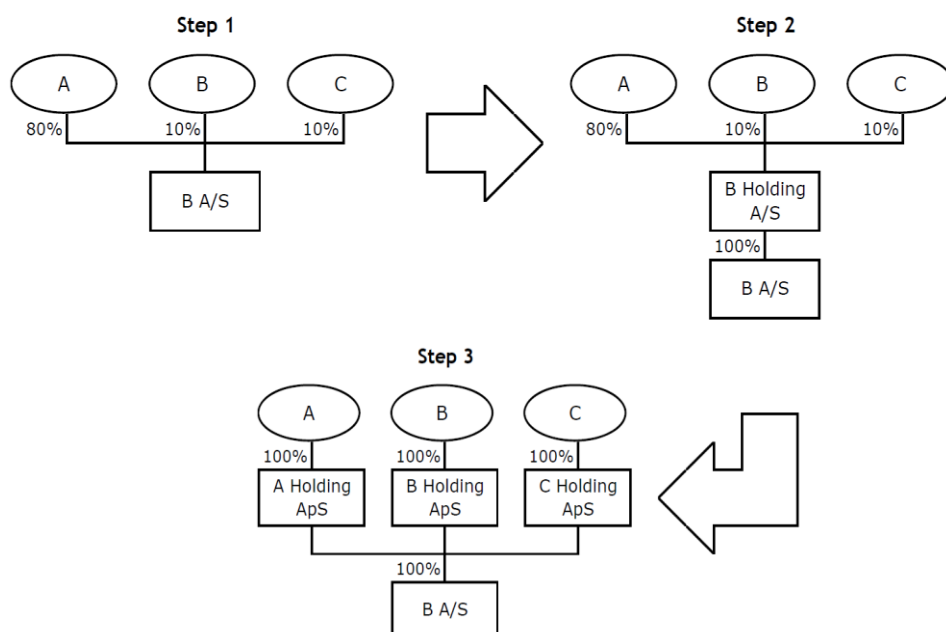 Step 1
Step 2
A
B
C
A
B
C
80%
10%
10%
80%
10%
10%
B A/S
B Holding
A/S
100%
B A/S
Step 3
A
B
C
100%
100%
100%
A Holding
ApS
B Holding
ApS
C Holding
ApS
100%
B A/S